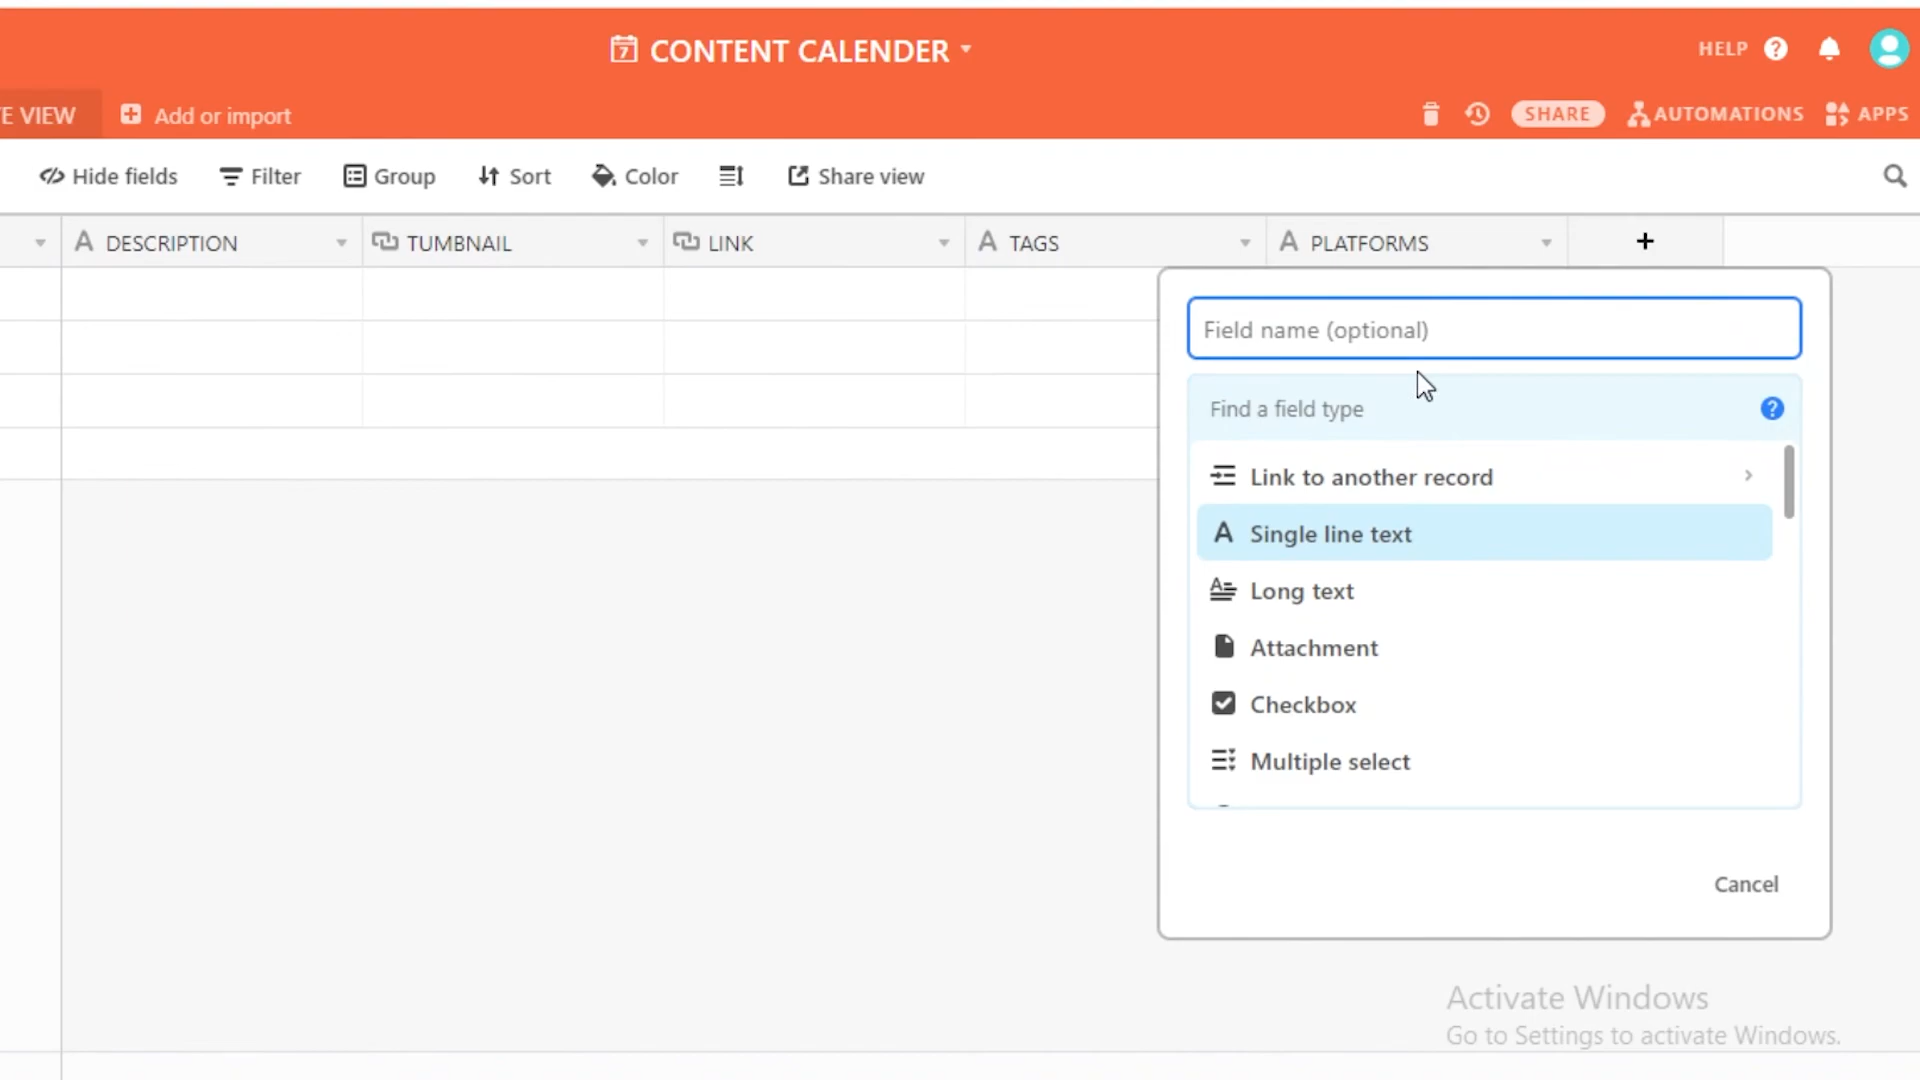 CONTENT CALENDER
HELP
E VIEW
Add or import
SHARE
AUTOMATIONS
APPS
Hide fields
Filter
Group
Sort
Color
Share view
DESCRIPTION
TUMBNAIL
LINK
TAGS
PLATFORMS
Field name (optional)
Find a field type
Link to another record
Single line text
Long text
Attachment
Checkbox
Multiple select
Cancel
Activate Windows
Go to Settings to activate Windows.